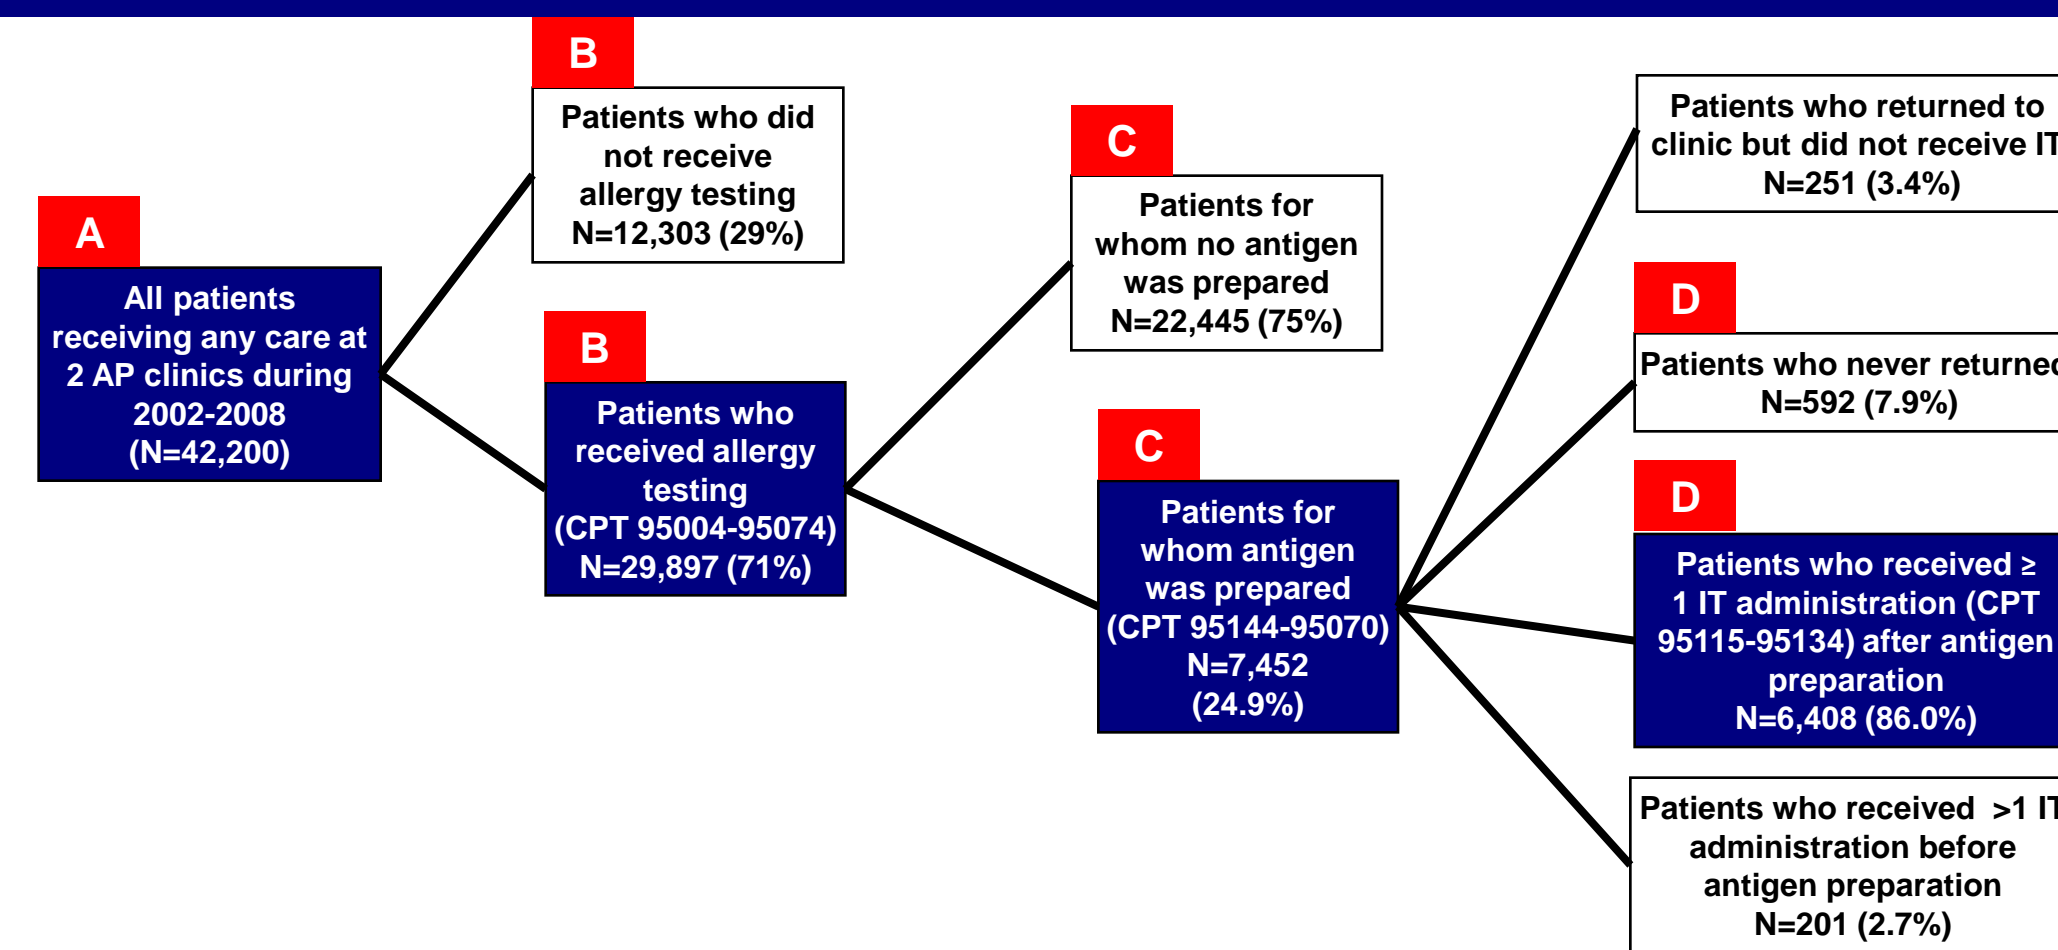 A
All patients
receiving any care at
2 AP clinics during
2002-2008
(N=42,200)
B
Patients who did
not receive
allergy testing
N=12,303 (29%)
B
Patients who
received allergy
testing
(CPT 95004-95074)
N=29,897 (71%)
C
Patients for
whom no antigen
was prepared
N=22,445 (75%)
C
Patients for
whom antigen
was prepared
(CPT 95144-95070)
N=7,452
(24.9%)
Patients who returned to
clinic but did not receive IT
N=251 (3.4%)
D
Patients who never returned
N=592 (7.9%)
D
Patients who received ≥
1 IT administration (CPT
95115-95134) after antigen
preparation
N=6,408 (86.0%)
Patients who received >1 IT
administration before
antigen preparation
N=201 (2.7%)